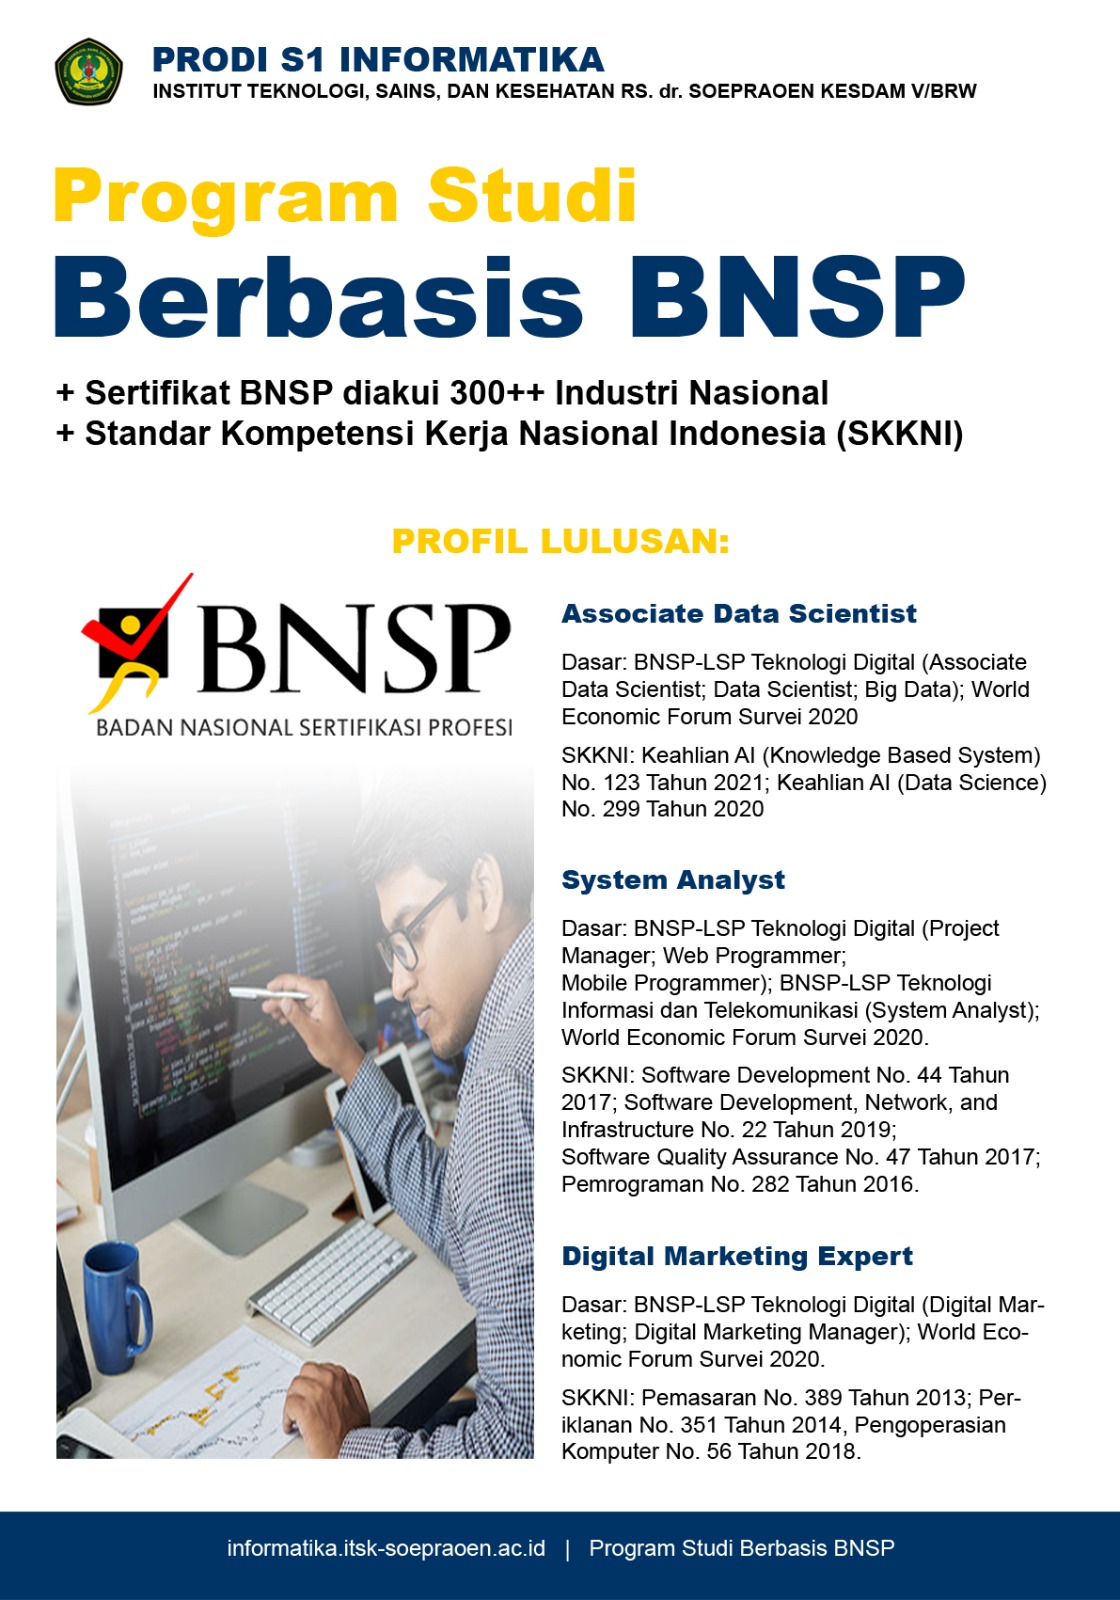 PRODI S1 INFORMATIKA
INSTITUT TEKNOLOGI, SAINS, DAN KESEHATAN RS. dr. SOEPRAOEN KESDAM V/BRW
Program Studi
Berbasis BNSP
+ Sertifikat BNSP diakui 300++ Industri Nasional
+ Standar Kompetensi Kerja Nasional Indonesia (SKKNI)
PROFIL LULUSAN:
BNSP
BADAN NASIONAL SERTIFIKASI PROFESI
Associate Data Scientist
Dasar: BNSP-LSP Teknologi Digital (Associate
Data Scientist; Data Scientist; Big Data); World
Economic Forum Survei 2020
SKKNI: Keahlian AI (Knowledge Based System)
No. 123 Tahun 2021; Keahlian AI (Data Science)
No. 299 Tahun 2020
System Analyst
Dasar: BNSP-LSP Teknologi Digital (Project
Manager; Web Programmer;
Mobile Programmer); BNSP-LSP Teknologi
Informasi dan Telekomunikasi (System Analyst);
World Economic Forum Survei 2020.
SKKNI: Software Development No. 44 Tahun
2017; Software Development, Network, and
Infrastructure No. 22 Tahun 2019;
Software Quality Assurance No. 47 Tahun 2017;
Pemrograman No. 282 Tahun 2016.
Digital Marketing Expert
Dasar: BNSP-LSP Teknologi Digital (Digital Mar-
keting; Digital Marketing Manager); World Eco-
nomic Forum Survei 2020.
SKKNI: Pemasaran No. 389 Tahun 2013; Per-
iklanan No. 351 Tahun 2014, Pengoperasian
Komputer No. 56 Tahun 2018.
informatika.itsk-soepraoen.ac.id | Program Studi Berbasis BNSP